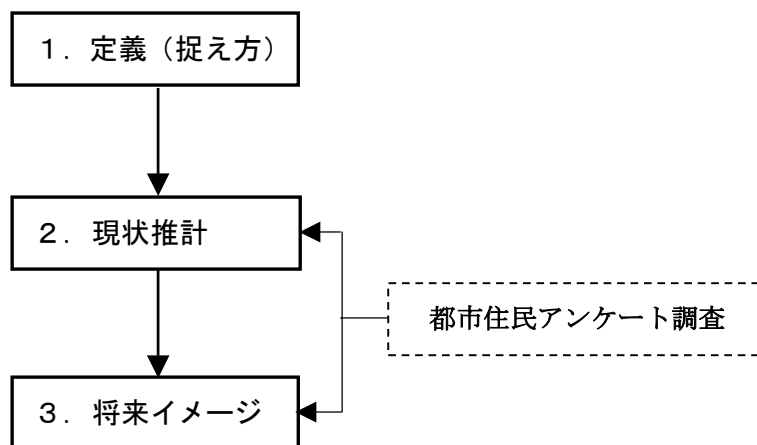 １．定義（捉え方）
２．現状推計
都市住民アンケート調査
３．将来イメージ